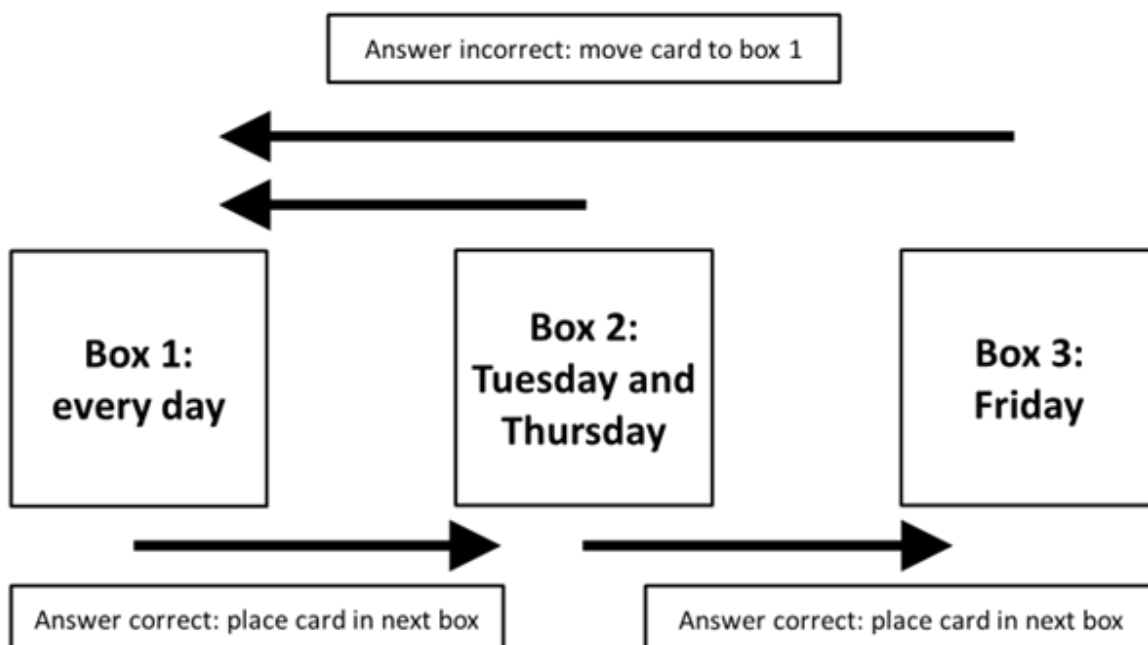 Answer incorrect: move card to box 1
Box 1:
every day
Box 2:
Tuesday and
Thursday
Box 3:
Friday
Answer correct: place card in next box
Answer correct: place card in next box